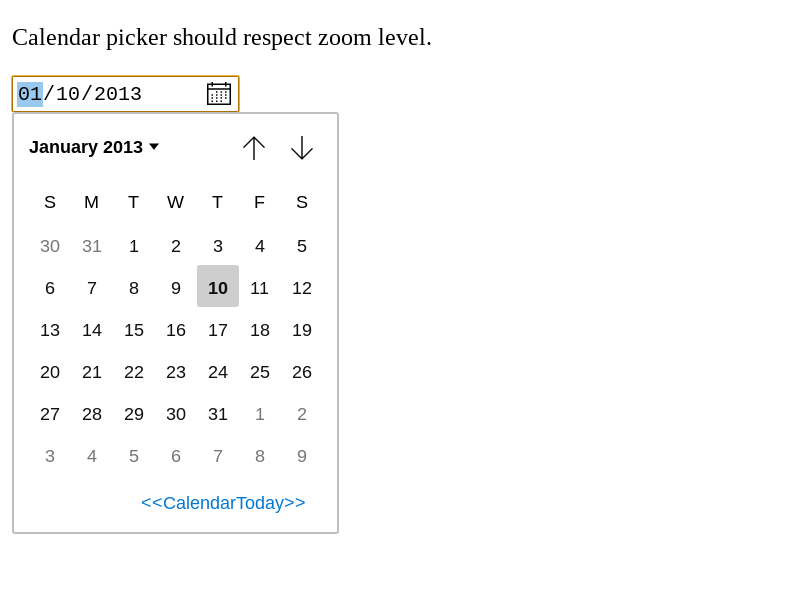 Calendar picker should respect zoom level.
01/10/2013
January 2013
S M T W T F S
30 31 1 2 3 4 5
6 7 8 9 10 11 12
13 14 15 16 17 18 19
20 21 22 23 24 25 26
27 28 29 30 31 1 2
3 4 5 6 7 8 9
<<CalendarToday>>